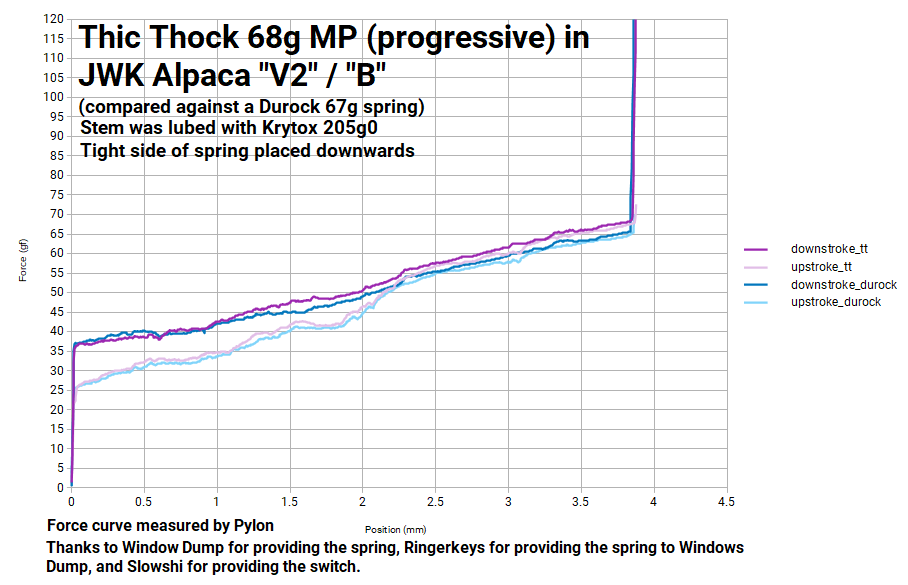 Thic Thock 68g MP (progressive) in
JWK Alpaca "V2" / "B"
(compared against a Durock 67g spring)
Stem was lubed with Krytox 205g0
Tight side of spring placed downwards
120
115
110
105
100
95
90
85
80
75
70
65
60
55
50
45
40
35
30
25
20
15
10
5
0
Force (gf)
0 0.5 1 1.5 2 2.5 3 3.5 4 4.5
Position (mm)
downstroke_tt
upstroke_tt
downstroke_durock
upstroke_durock
Force curve measured by Pylon
Thanks to Window Dump for providing the spring, Ringerkeys for providing the spring to Windows
Dump, and Slowshi for providing the switch.